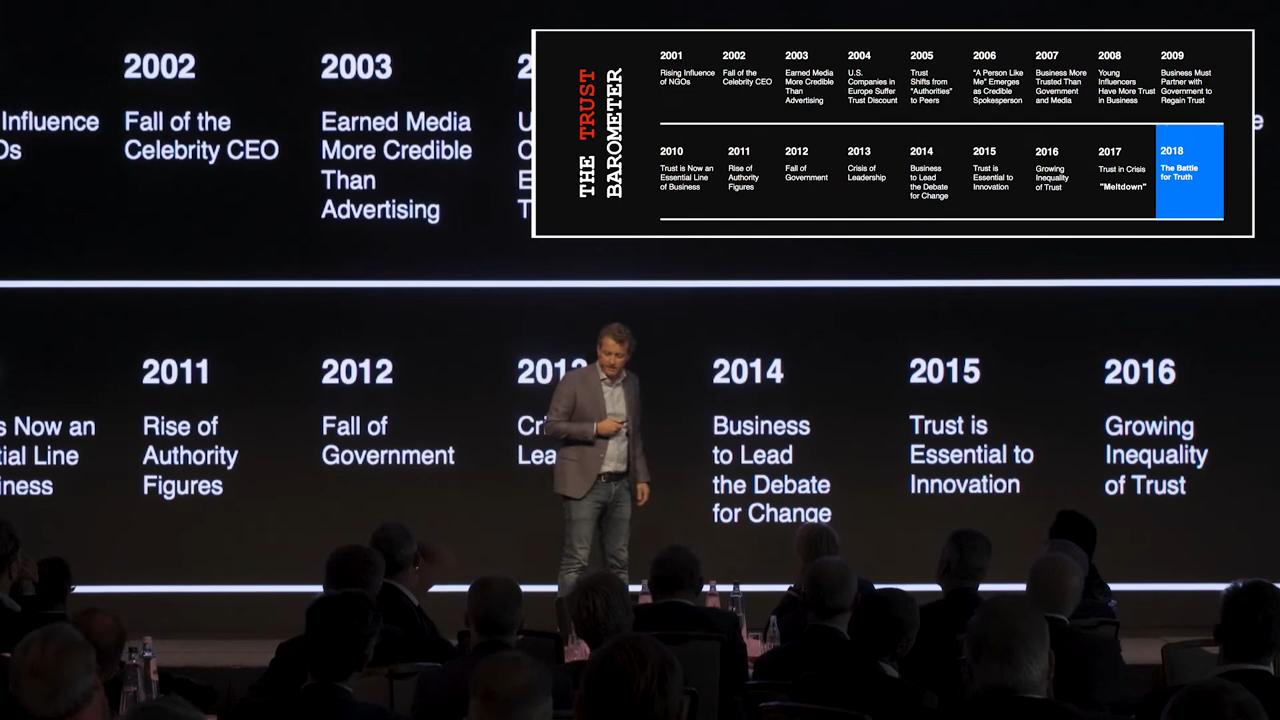 Influence
Os
2002
Fall of the
Celebrity CEO
2003
Earned Media
More Credible
Than
Advertising
THE TRUST
BAROMETER
2001
Rising Influence
of NGOs
2002
Fall of the
Celebrity CEO
2003
Earned Media
More Credible
Than
Advertising
2004
U.S.
Companies in
Europe Suffer
Trust Discount
2005
Trust
Shifts from
"Authorities"
to Peers
2006
"A Person Like
Me" Emerges
as Credible
Spokesperson
2007
Business More
Trusted Than
Government
and Media
2008
Young
Influencers
Have More Trust
in Business
2009
Business Must
Partner with
Government to
Regain Trust
2010
Trust is Now an
Essential Line
of Business
2011
Rise of
Authority
Figures
2012
Fall of
Government
2013
Crisis of
Leadership
2014
Business
to Lead
the Debate
for Change
2015
Trust is
Essential to
Innovation
2016
Growing
Inequality
of Trust
2017
Trust in Crisis
"Meltdown"
2018
The Battle
for Truth
s Now an
tial Line
iness
2011
Rise of
Authority
Figures
2012
Fall of
Government
2013
Cri
Lea
2014
Business
to Lead
the Debate
for Change
2015
Trust is
Essential to
Innovation
2016
Growing
Inequality
of Trust